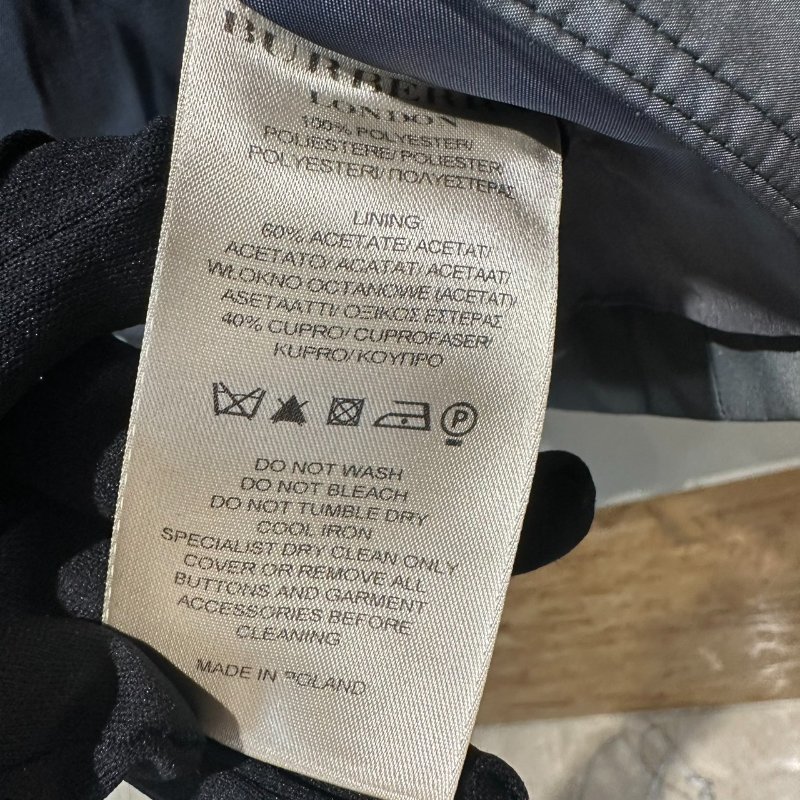 BURBERRY
LONDON
100% POLYESTER/
POLIESTERE/ POLIESTER
POLYESTERI/ ΠΟΛΥΕΣΤΕΡΑΣ
LINING:
60% ACETATE/ ACETAT/
ACETATO/ ACATAT/ ACETAAT/
WŁOKNO OCTANOWE (ACETAT)/
ASETAATTI/ ΟΞΙΚΟΣ ΕΣΤΕΡΑΣ
40% CUPRO/ CUPROFASER/
KUPRO/ ΚΟΥΠΡΟ
P
DO NOT WASH
DO NOT BLEACH
DO NOT TUMBLE DRY
COOL IRON
SPECIALIST DRY CLEAN ONLY
COVER OR REMOVE ALL
BUTTONS AND GARMENT
ACCESSORIES BEFORE
CLEANING
MADE IN POLAND